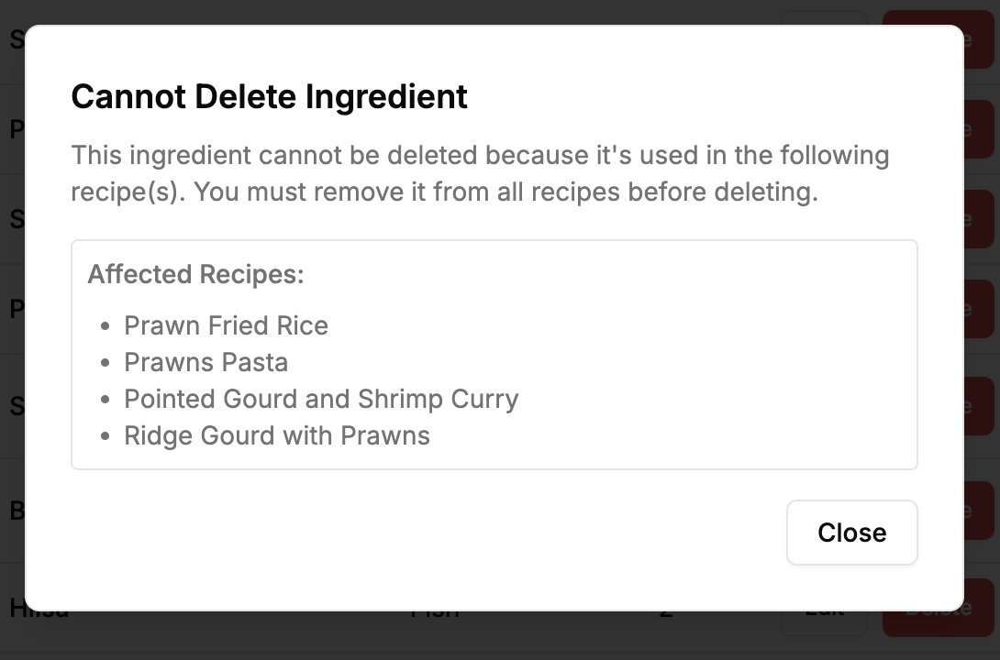 Cannot Delete Ingredient
This ingredient cannot be deleted because it's used in the following
recipe(s). You must remove it from all recipes before deleting.
Affected Recipes:
• Prawn Fried Rice
• Prawns Pasta
• Pointed Gourd and Shrimp Curry
• Ridge Gourd with Prawns
Close
Hilsa Fish 2 Edit Delete